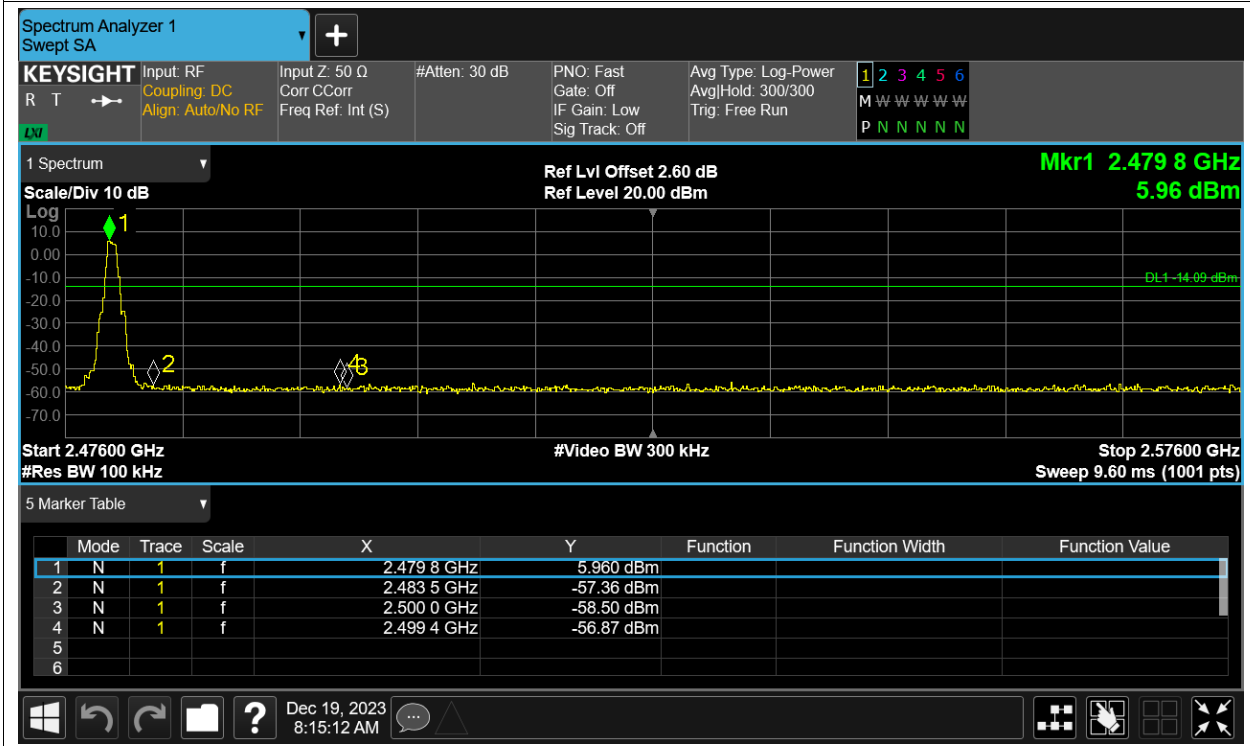 Spectrum Analyzer 1
Swept SA
+
KEYSIGHT Input: RF Input Z: 50 Ω #Atten: 30 dB PNO: Fast Avg Type: Log-Power 1 2 3 4 5 6
R T Coupling: DC Corr CCorr Gate: Off Avg|Hold: 300/300 M W W W W W
Align: Auto/No RF Freq Ref: Int (S) IF Gain: Low Trig: Free Run
LXI Sig Track: Off P N N N N N
1 Spectrum Ref Lvl Offset 2.60 dB Mkr1 2.479 8 GHz
Scale/Div 10 dB Ref Level 20.00 dBm 5.96 dBm
Log
1
10.0
0.00
-10.0 DL1 -14.09 dBm
-20.0
-30.0
-40.0
2 4 3
-50.0
-60.0
-70.0
Start 2.47600 GHz #Video BW 300 kHz Stop 2.57600 GHz
#Res BW 100 kHz Sweep 9.60 ms (1001 pts)
5 Marker Table
Mode Trace Scale X Y Function Function Width Function Value
1 N 1 f 2.479 8 GHz 5.960 dBm
2 N 1 f 2.483 5 GHz -57.36 dBm
3 N 1 f 2.500 0 GHz -58.50 dBm
4 N 1 f 2.499 4 GHz -56.87 dBm
5
6
? Dec 19, 2023
8:15:12 AM